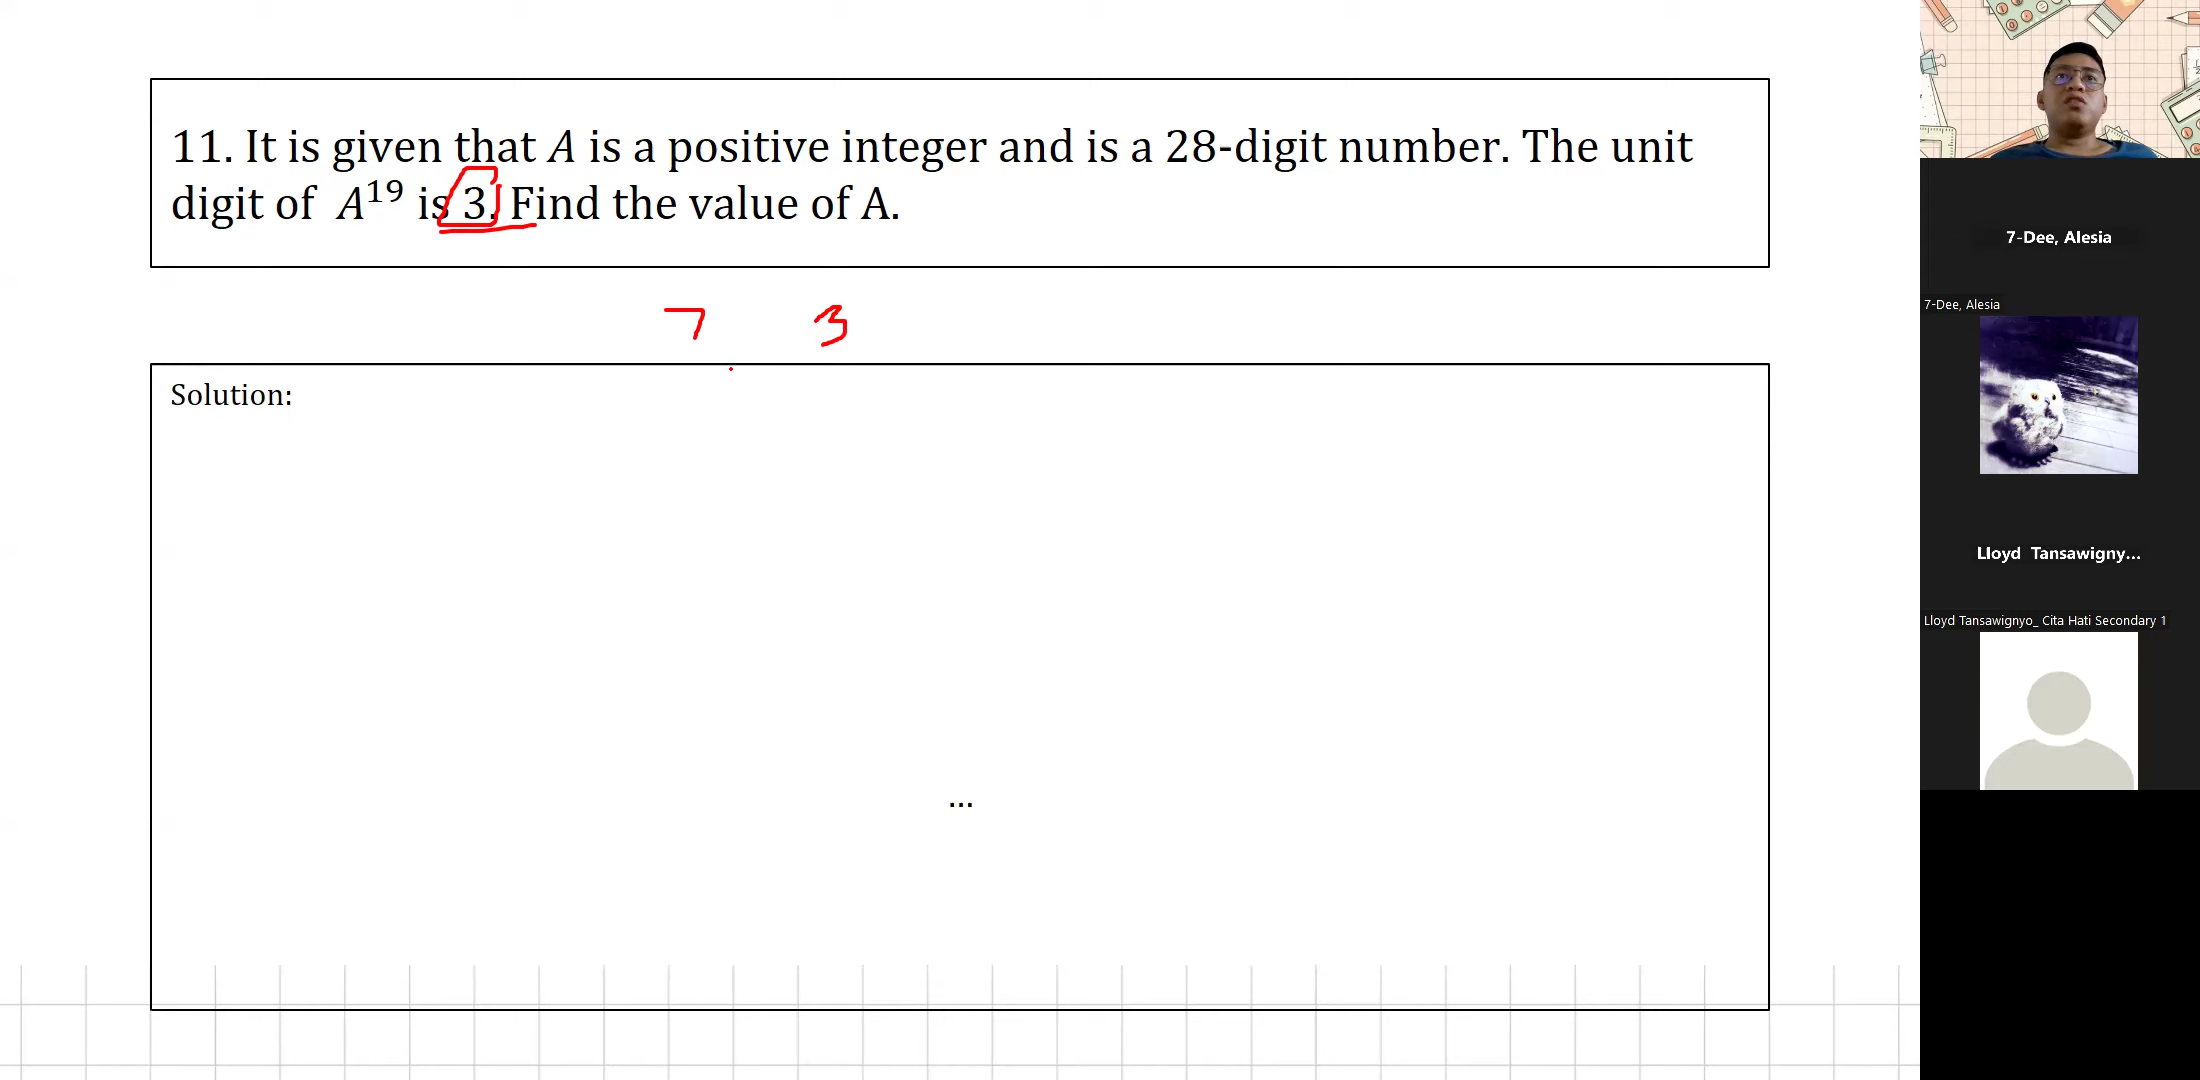 11. It is given that A is a positive integer and is a 28-digit number. The unit
digit of A¹⁹ is 3. Find the value of A.
7 3
Solution:
...
7-Dee, Alesia
7-Dee, Alesia
Lloyd Tansawigny...
Lloyd Tansawignyo_ Cita Hati Secondary 1